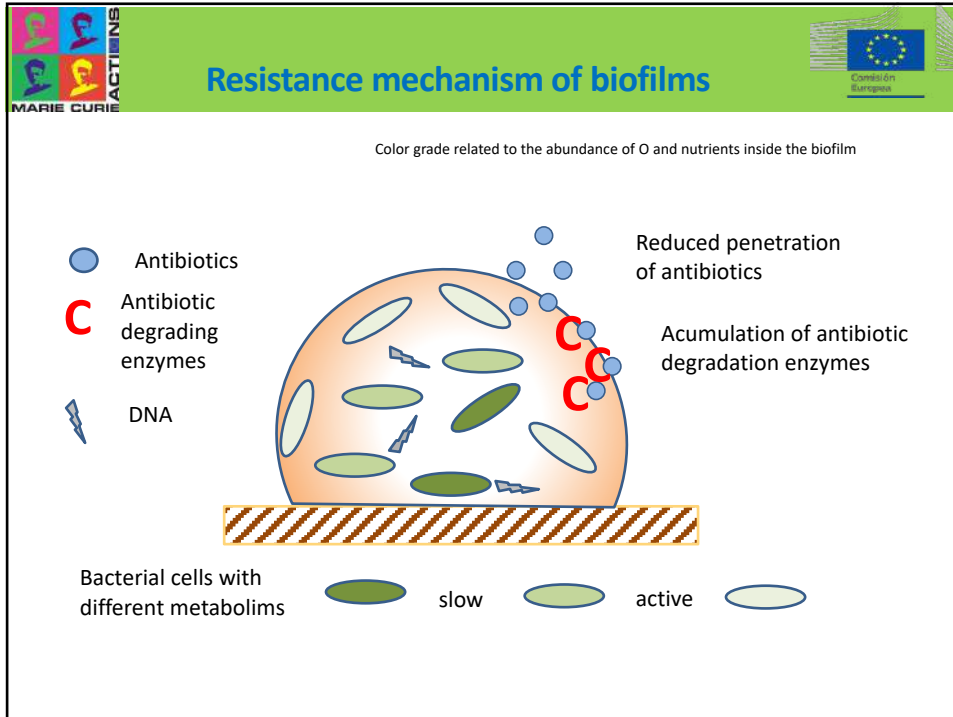 MARIE CURIE
ACTIONS
Resistance mechanism of biofilms
Comisión
Europea
Color grade related to the abundance of O and nutrients inside the biofilm
Antibiotics
C
Antibiotic
degrading
enzymes
DNA
Reduced penetration
of antibiotics
C
C
C
Acumulation of antibiotic
degradation enzymes
Bacterial cells with
different metabolims
slow
active